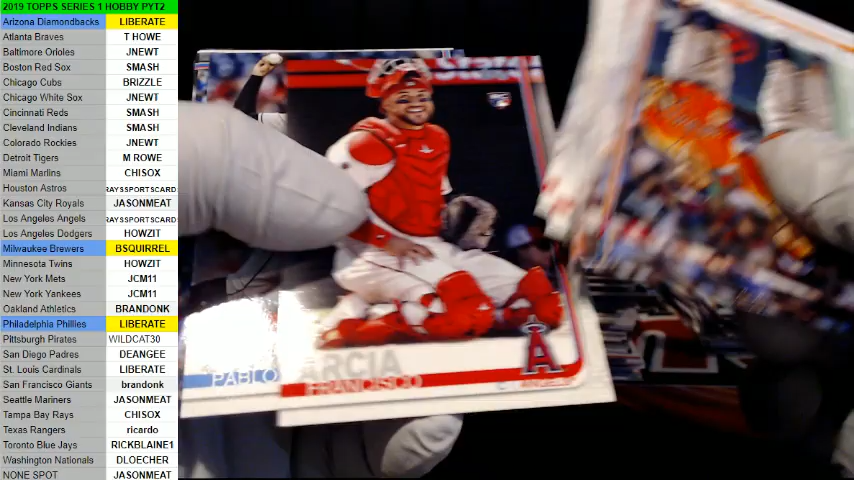 2019 TOPPS SERIES 1 HOBBY PYT2
Arizona Diamondbacks LIBERATE
Atlanta Braves T HOWE
Baltimore Orioles JNEWT
Boston Red Sox SMASH
Chicago Cubs BRIZZLE
Chicago White Sox JNEWT
Cincinnati Reds SMASH
Cleveland Indians SMASH
Colorado Rockies JNEWT
Detroit Tigers M ROWE
Miami Marlins CHISOX
Houston Astros RAYSSPORTSCARD
Kansas City Royals JASONMEAT
Los Angeles Angels RAYSSPORTSCARD
Los Angeles Dodgers HOWZIT
Milwaukee Brewers BSQUIRREL
Minnesota Twins HOWZIT
New York Mets JCM11
New York Yankees JCM11
Oakland Athletics BRANDONK
Philadelphia Phillies LIBERATE
Pittsburgh Pirates WILDCAT30
San Diego Padres DEANGEE
St. Louis Cardinals LIBERATE
San Francisco Giants brandonk
Seattle Mariners JASONMEAT
Tampa Bay Rays CHISOX
Texas Rangers ricardo
Toronto Blue Jays RICKBLAINE1
Washington Nationals DLOECHER
NONE SPOT JASONMEAT
PABLO
ARCIA
FRANCISCO
A
ANGELS